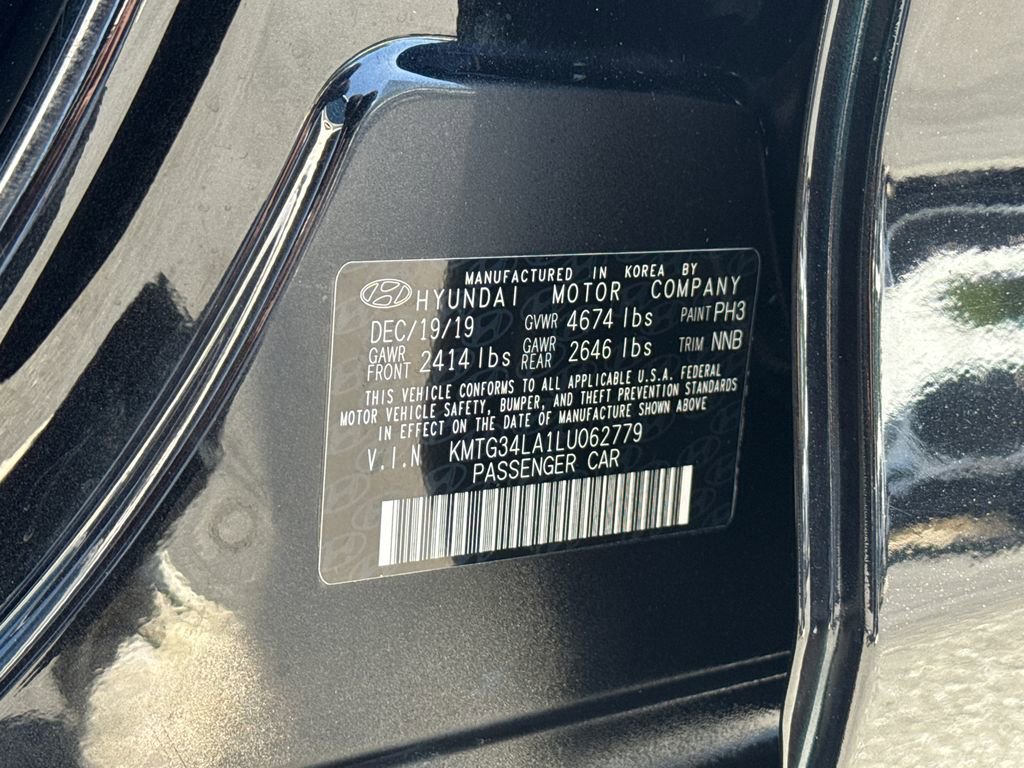 MANUFACTURED IN KOREA BY
HYUNDAI MOTOR COMPANY
DEC/19/19 GVWR 4674 lbs PAINT PH3
GAWR FRONT 2414 lbs GAWR REAR 2646 lbs TRIM NNB
THIS VEHICLE CONFORMS TO ALL APPLICABLE U.S.A. FEDERAL
MOTOR VEHICLE SAFETY, BUMPER, AND THEFT PREVENTION STANDARDS
IN EFFECT ON THE DATE OF MANUFACTURE SHOWN ABOVE
V.I.N KMTG34LA1LU062779
PASSENGER CAR